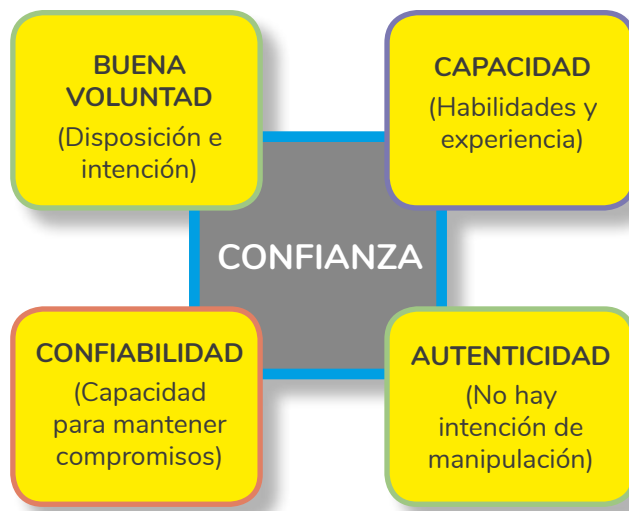 BUENA
VOLUNTAD
(Disposición e
intención)
CAPACIDAD
(Habilidades y
experiencia)
CONFIANZA
CONFIABILIDAD
(Capacidad
para mantener
compromisos)
AUTENTICIDAD
(No hay
intención de
manipulación)